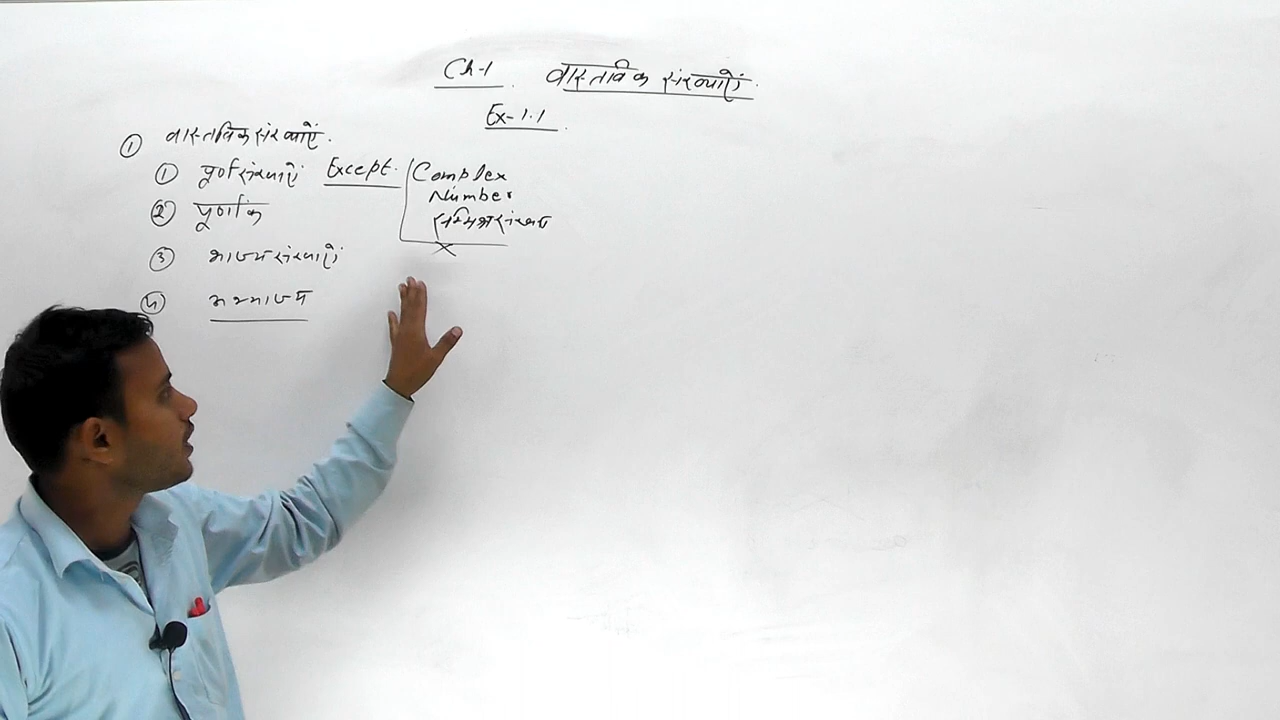 Ch-1 वास्तविक संख्याएं
Ex-1.1
① वास्तविक संख्याएं
① पूर्ण संख्याएं Except. Complex
Number
② पूर्णांक सम्मिश्र संख्या
③ भाज्य संख्याएं
④ अभाज्य